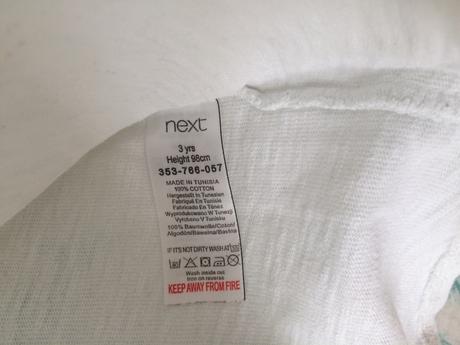 next
3 yrs
Height 98cm
353-766-057
MADE IN TUNISIA
100% COTTON
Hergestellt In Tunesien
Fabriqué En Tunisie
Fabricado En Túnez
Wyprodukowano W Tunezji
Vyrobeno V Tunisku
100% Baumwolle/Coton/
Algodón/Bawełna/Bavlna
IF IT'S NOT DIRTY WASH AT
Wash inside out
Iron on reverse
KEEP AWAY FROM FIRE